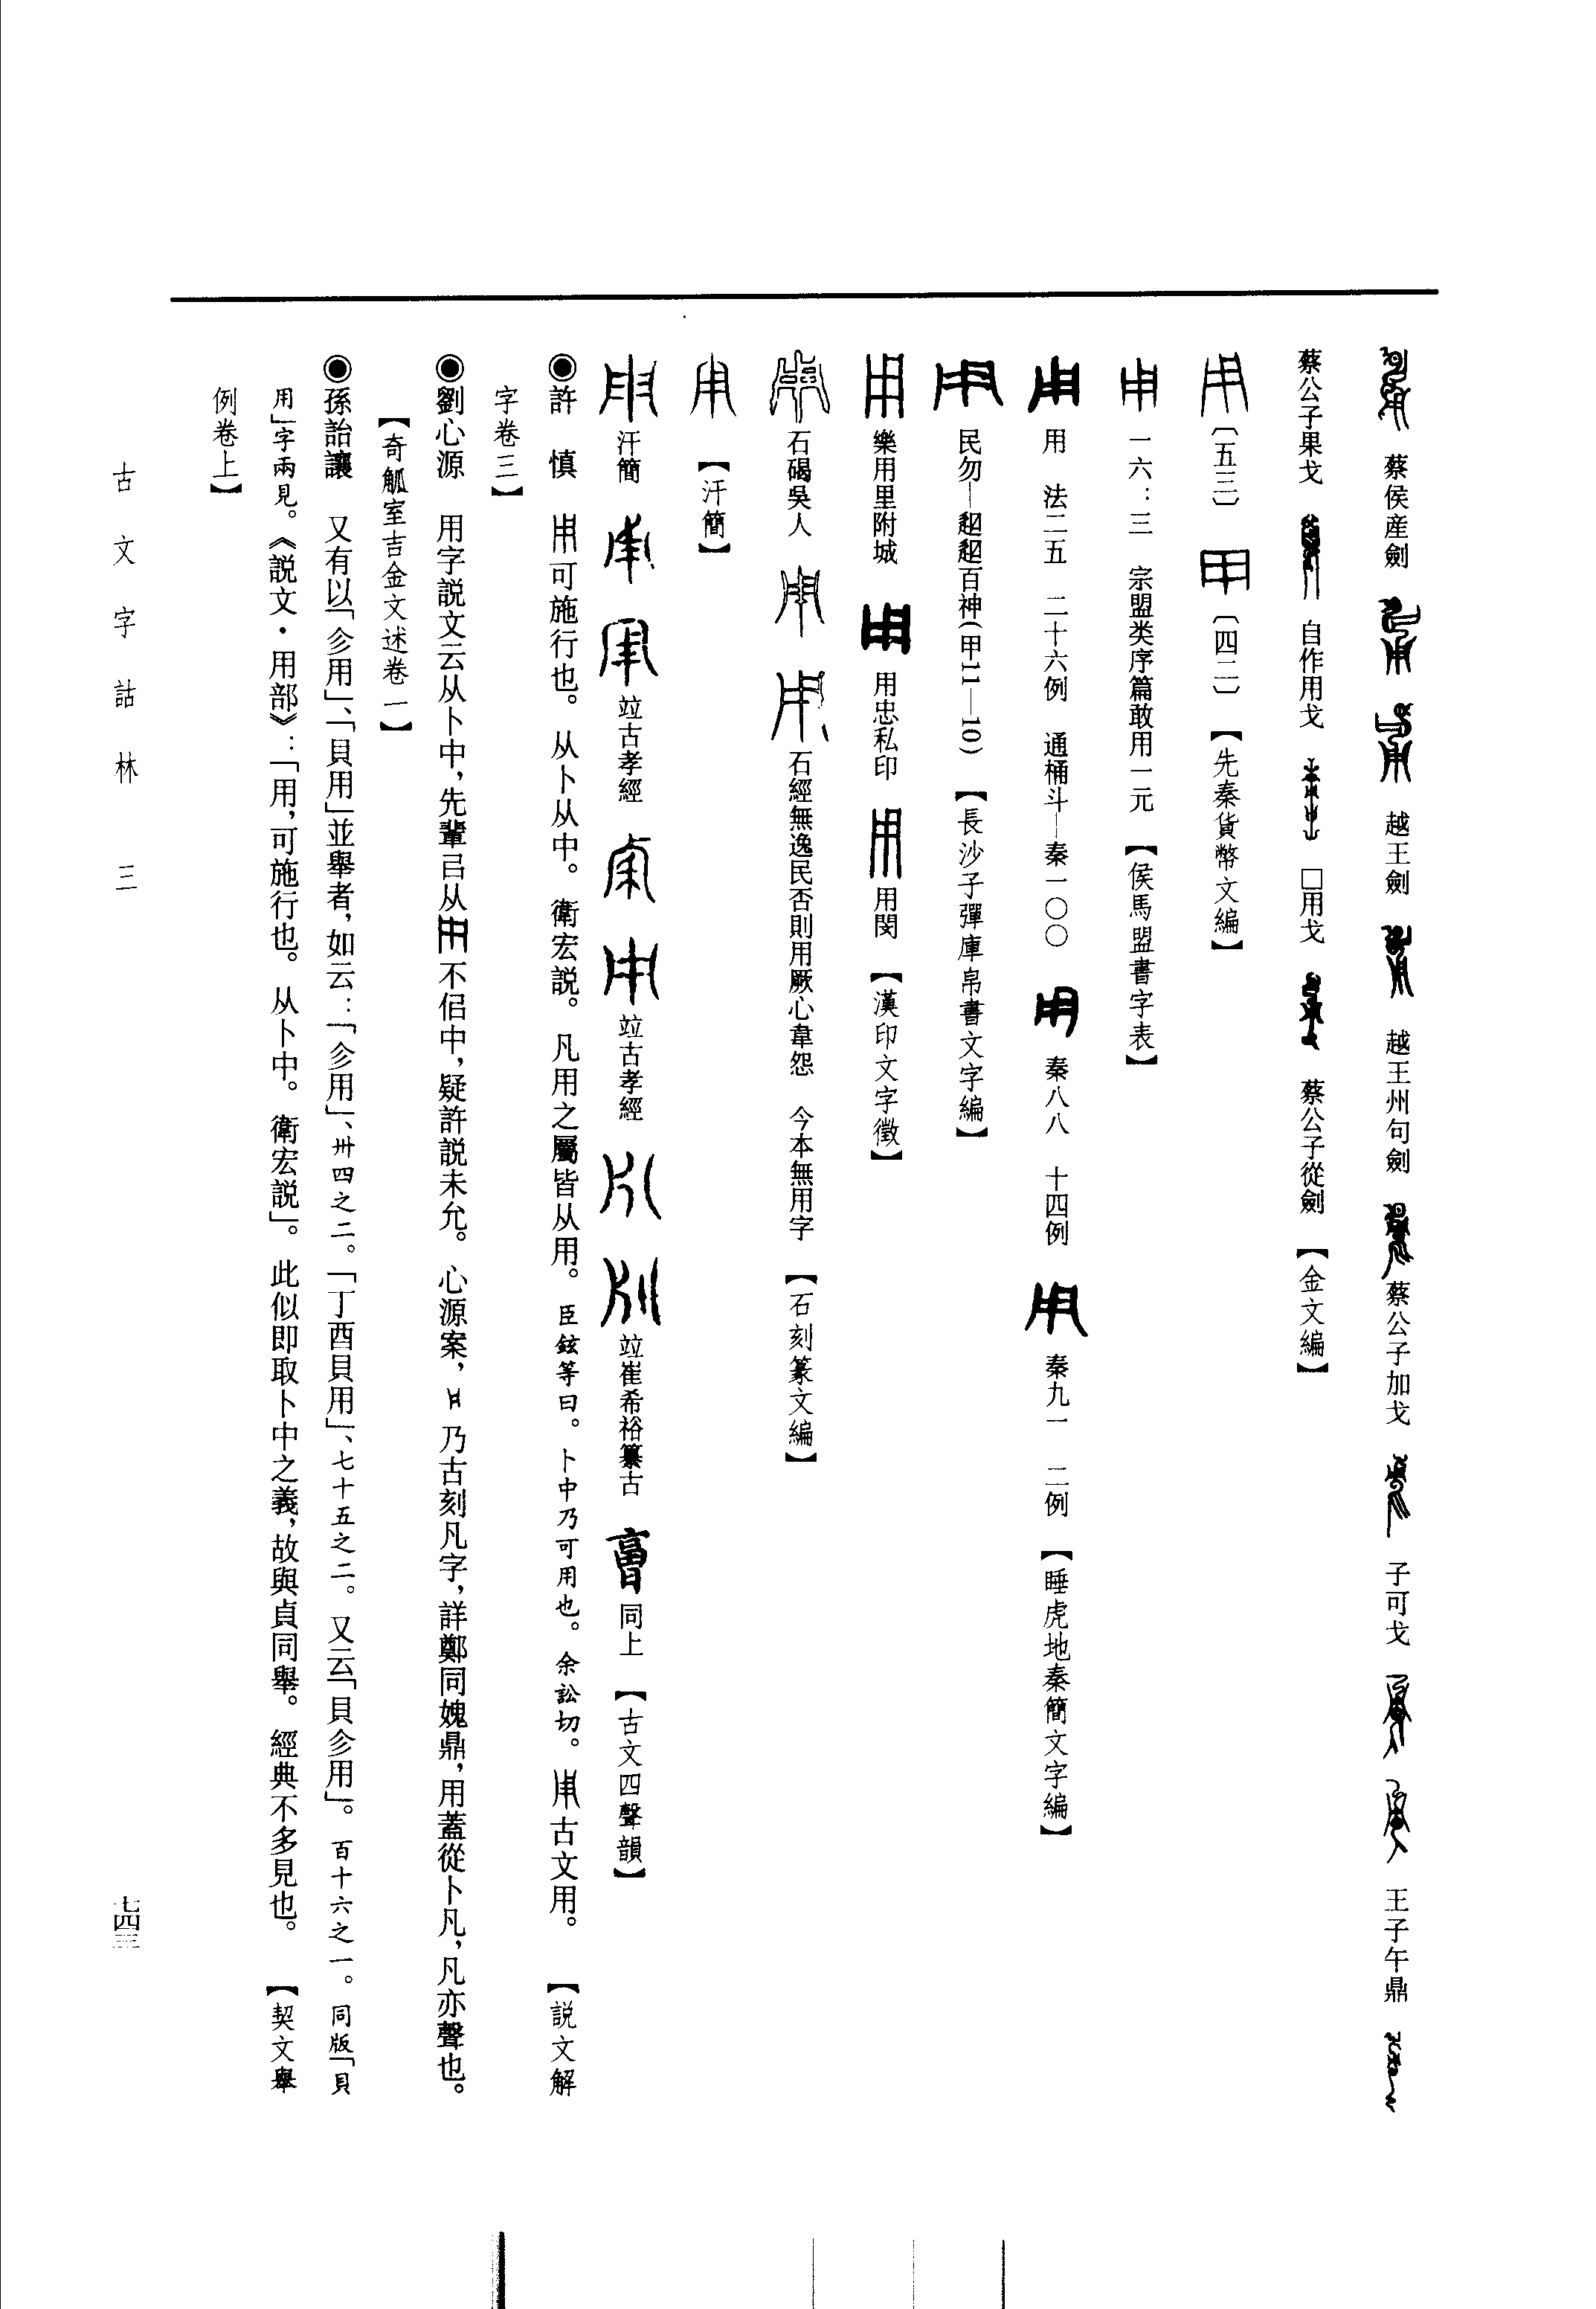 蔡侯産劍　越王劍　越王州句劍　蔡公子加戈　子可戈　王子午鼎
蔡公子果戈　自作用戈　□用戈　蔡公子從劍　【金文編】
〔五三〕　〔四二〕　【先秦貨幣文編】
一六：三　宗盟类序篇敢用一元　【侯馬盟書字表】
用　法二五　二十六例　通桶斗—秦一〇〇　秦八八　十四例　秦九一　二例　【睡虎地秦簡文字編】
民勿—百神(甲11—10)　【長沙子彈庫帛書文字編】
樂用里附城　用忠私印　用閔　【漢印文字徵】
石碣吳人　石經無逸民否則用厥心韋怨　今本無用字　【石刻篆文編】
【汗簡】
汗簡　竝古孝經　竝古孝經　竝崔希裕纂古　同上　【古文四聲韻】
◉許　慎　用可施行也。从卜从中。衛宏説。凡用之屬皆从用。臣鉉等曰。卜中乃可用也。余訟切。古文用。　【説文解
字卷三】
◉劉心源　用字説文云从卜中，先輩㠯从不佀中，疑許説未允。心源案，乃古刻凡字，詳鄭同媿鼎，用蓋從卜凡，凡亦聲也。
【奇觚室吉金文述卷一】
◉孫詒讓　又有以「㐱用」、「貝用」並舉者，如云：「㐱用」、卅四之二。「丁酉貝用」、七十五之二。又云「貝㐱用」。百十六之一。同版「貝
用」字兩見。《説文·用部》：「用，可施行也。从卜中。衛宏説」。此似即取卜中之義，故與貞同舉。經典不多見也。　【契文舉
例卷上】
古文字詁林　三
七四三